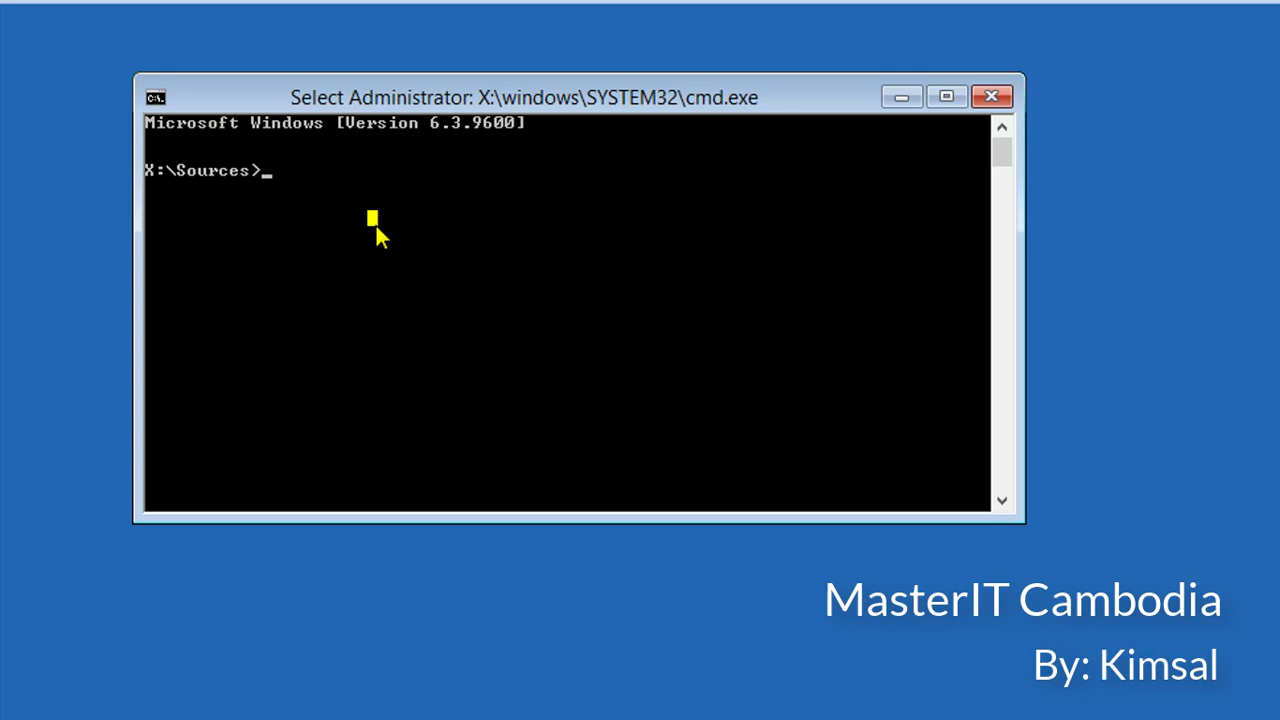 Select Administrator: X:\windows\SYSTEM32\cmd.exe
Microsoft Windows [Version 6.3.9600]
X:\Sources>_
MasterIT Cambodia
By: Kimsal